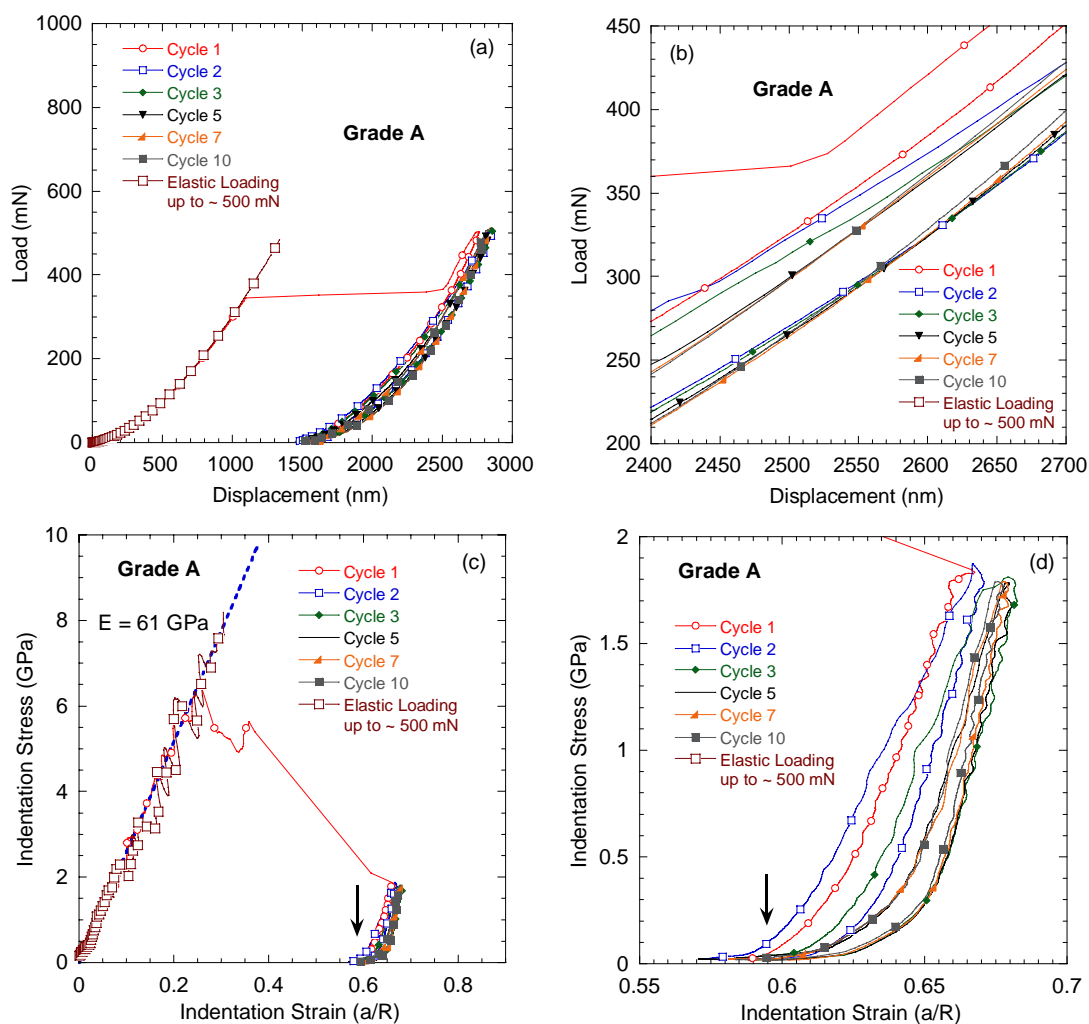 (a)
1000
800
600
400
200
0
Load (mN)
Cycle 1
Cycle 2
Cycle 3
Cycle 5
Cycle 7
Cycle 10
Elastic Loading
up to ~ 500 mN
Grade A
0 500 1000 1500 2000 2500 3000
Displacement (nm)
(b)
450
400
350
300
250
200
Load (mN)
Grade A
Cycle 1
Cycle 2
Cycle 3
Cycle 5
Cycle 7
Cycle 10
Elastic Loading
up to ~ 500 mN
2400 2450 2500 2550 2600 2650 2700
Displacement (nm)
(c)
10
8
6
4
2
0
Indentation Stress (GPa)
Grade A
E = 61 GPa
Cycle 1
Cycle 2
Cycle 3
Cycle 5
Cycle 7
Cycle 10
Elastic Loading
up to ~ 500 mN
0 0.2 0.4 0.6 0.8
Indentation Strain (a/R)
(d)
2
1.5
1
0.5
0
Indentation Stress (GPa)
Grade A
Cycle 1
Cycle 2
Cycle 3
Cycle 5
Cycle 7
Cycle 10
Elastic Loading
up to ~ 500 mN
0.55 0.6 0.65 0.7
Indentation Strain (a/R)